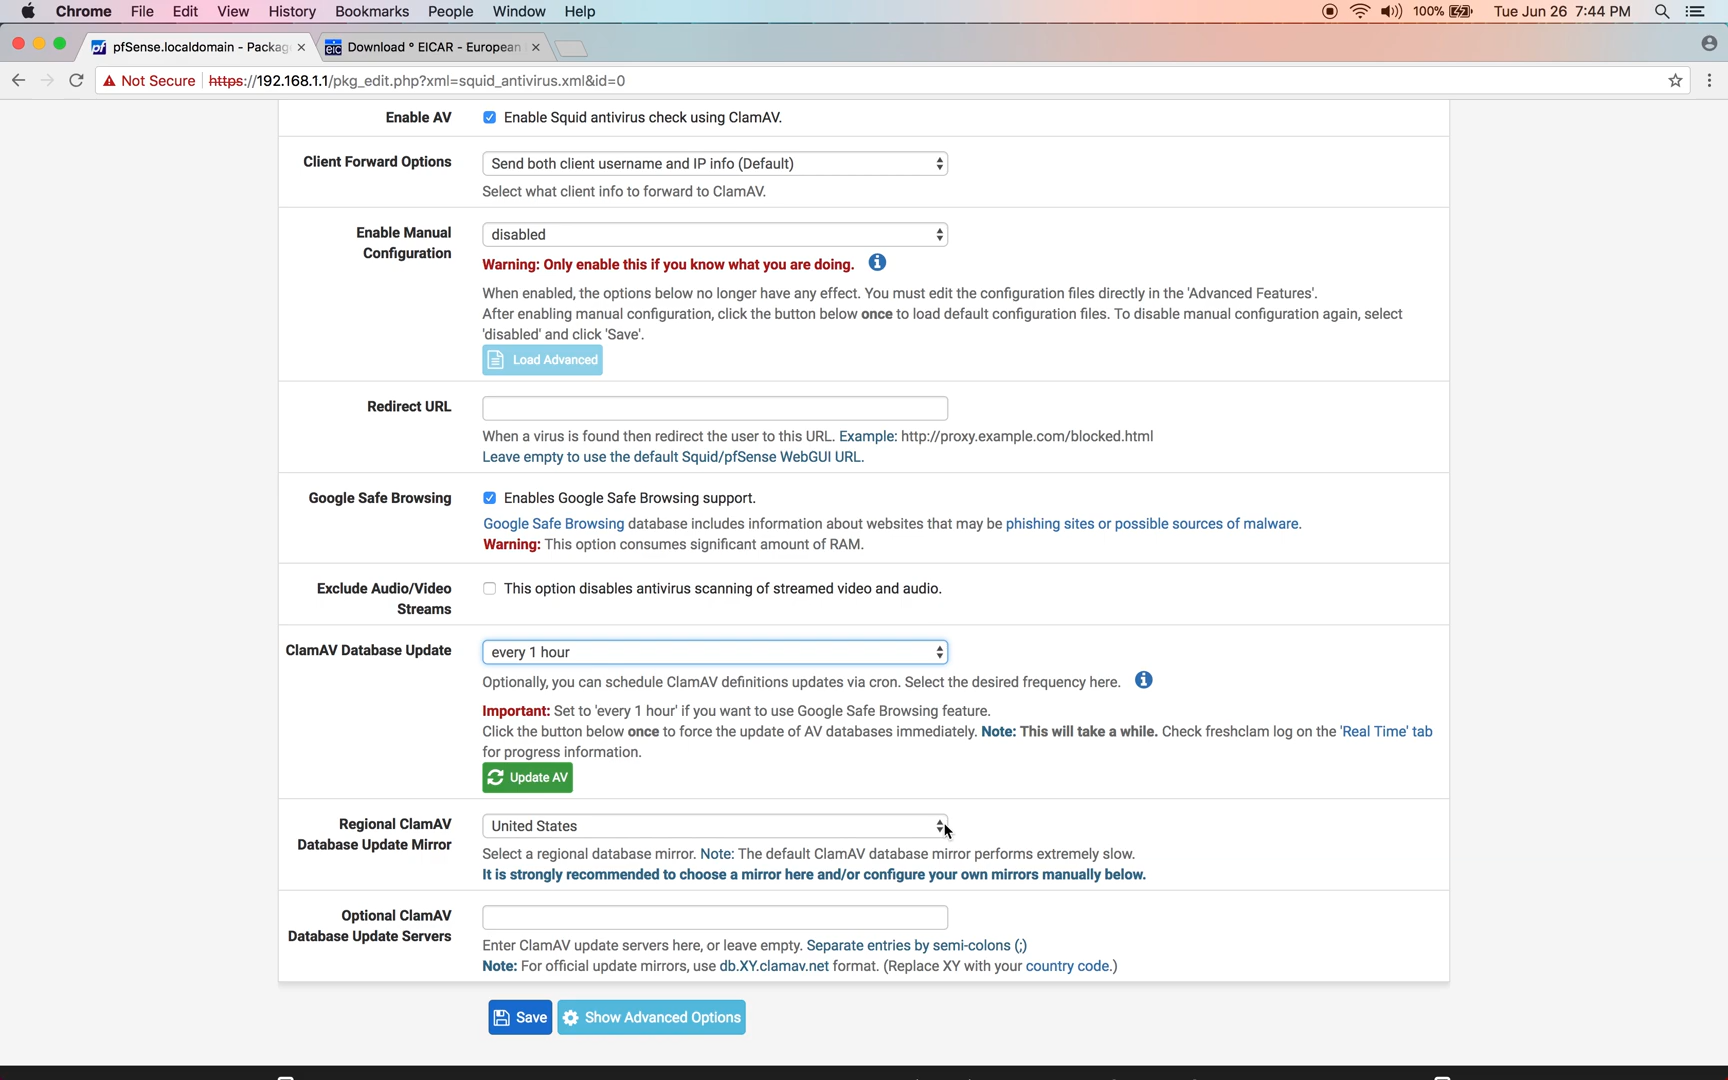 Chrome File Edit View History Bookmarks People Window Help 100% Tue Jun 26 7:44 PM
pfSense.localdomain - Packag eic Download ° EICAR - European
Not Secure https://192.168.1.1/pkg_edit.php?xml=squid_antivirus.xml&id=0
Enable AV Enable Squid antivirus check using ClamAV.
Client Forward Options Send both client username and IP info (Default)
Select what client info to forward to ClamAV.
Enable Manual Configuration disabled
Warning: Only enable this if you know what you are doing.
When enabled, the options below no longer have any effect. You must edit the configuration files directly in the 'Advanced Features'.
After enabling manual configuration, click the button below once to load default configuration files. To disable manual configuration again, select
'disabled' and click 'Save'.
Load Advanced
Redirect URL
When a virus is found then redirect the user to this URL. Example: http://proxy.example.com/blocked.html
Leave empty to use the default Squid/pfSense WebGUI URL.
Google Safe Browsing Enables Google Safe Browsing support.
Google Safe Browsing database includes information about websites that may be phishing sites or possible sources of malware.
Warning: This option consumes significant amount of RAM.
Exclude Audio/Video Streams This option disables antivirus scanning of streamed video and audio.
ClamAV Database Update every 1 hour
Optionally, you can schedule ClamAV definitions updates via cron. Select the desired frequency here.
Important: Set to 'every 1 hour' if you want to use Google Safe Browsing feature.
Click the button below once to force the update of AV databases immediately. Note: This will take a while. Check freshclam log on the 'Real Time' tab
for progress information.
Update AV
Regional ClamAV Database Update Mirror United States
Select a regional database mirror. Note: The default ClamAV database mirror performs extremely slow.
It is strongly recommended to choose a mirror here and/or configure your own mirrors manually below.
Optional ClamAV Database Update Servers
Enter ClamAV update servers here, or leave empty. Separate entries by semi-colons (;)
Note: For official update mirrors, use db.XY.clamav.net format. (Replace XY with your country code.)
Save Show Advanced Options